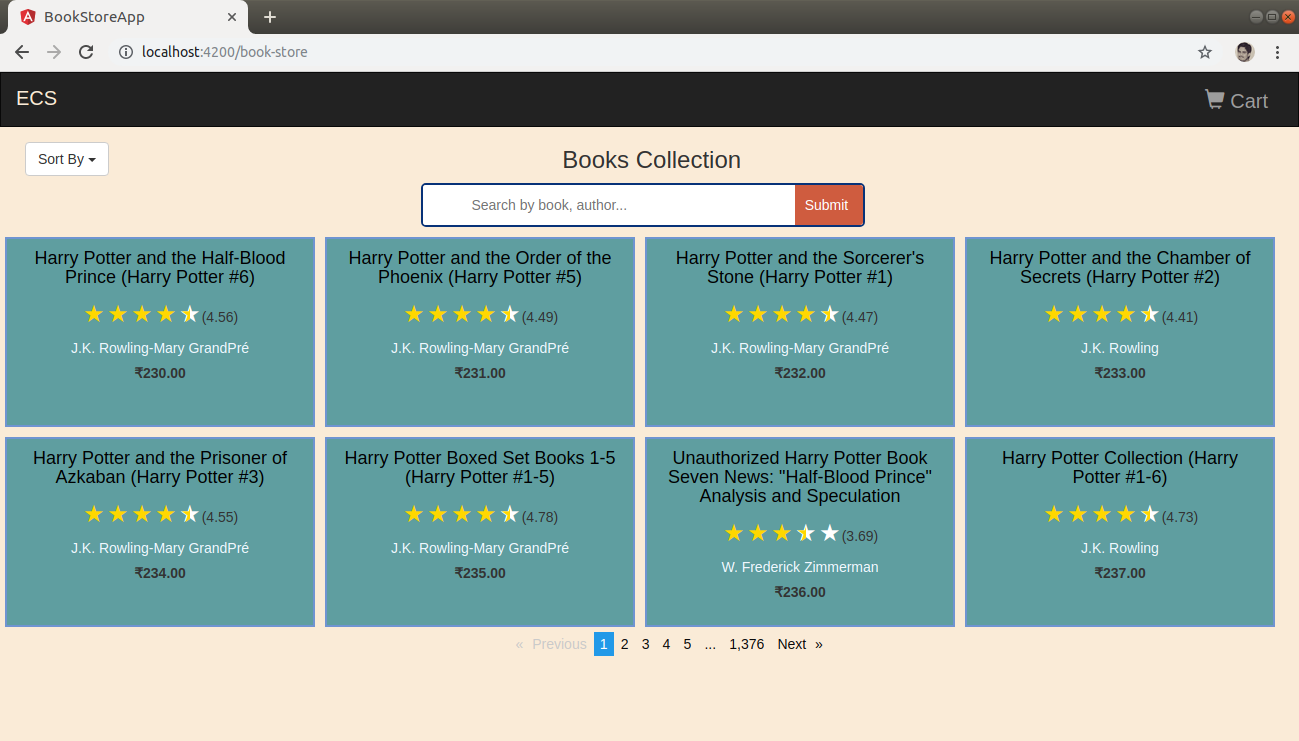 BookStoreApp
localhost:4200/book-store
ECS
Cart
Sort By
Books Collection
Search by book, author...
Submit
Harry Potter and the Half-Blood
Prince (Harry Potter #6)
(4.56)
J.K. Rowling-Mary GrandPré
₹230.00
Harry Potter and the Order of the
Phoenix (Harry Potter #5)
(4.49)
J.K. Rowling-Mary GrandPré
₹231.00
Harry Potter and the Sorcerer's
Stone (Harry Potter #1)
(4.47)
J.K. Rowling-Mary GrandPré
₹232.00
Harry Potter and the Chamber of
Secrets (Harry Potter #2)
(4.41)
J.K. Rowling
₹233.00
Harry Potter and the Prisoner of
Azkaban (Harry Potter #3)
(4.55)
J.K. Rowling-Mary GrandPré
₹234.00
Harry Potter Boxed Set Books 1-5
(Harry Potter #1-5)
(4.78)
J.K. Rowling-Mary GrandPré
₹235.00
Unauthorized Harry Potter Book
Seven News: "Half-Blood Prince"
Analysis and Speculation
(3.69)
W. Frederick Zimmerman
₹236.00
Harry Potter Collection (Harry
Potter #1-6)
(4.73)
J.K. Rowling
₹237.00
« Previous 1 2 3 4 5 ... 1,376 Next »